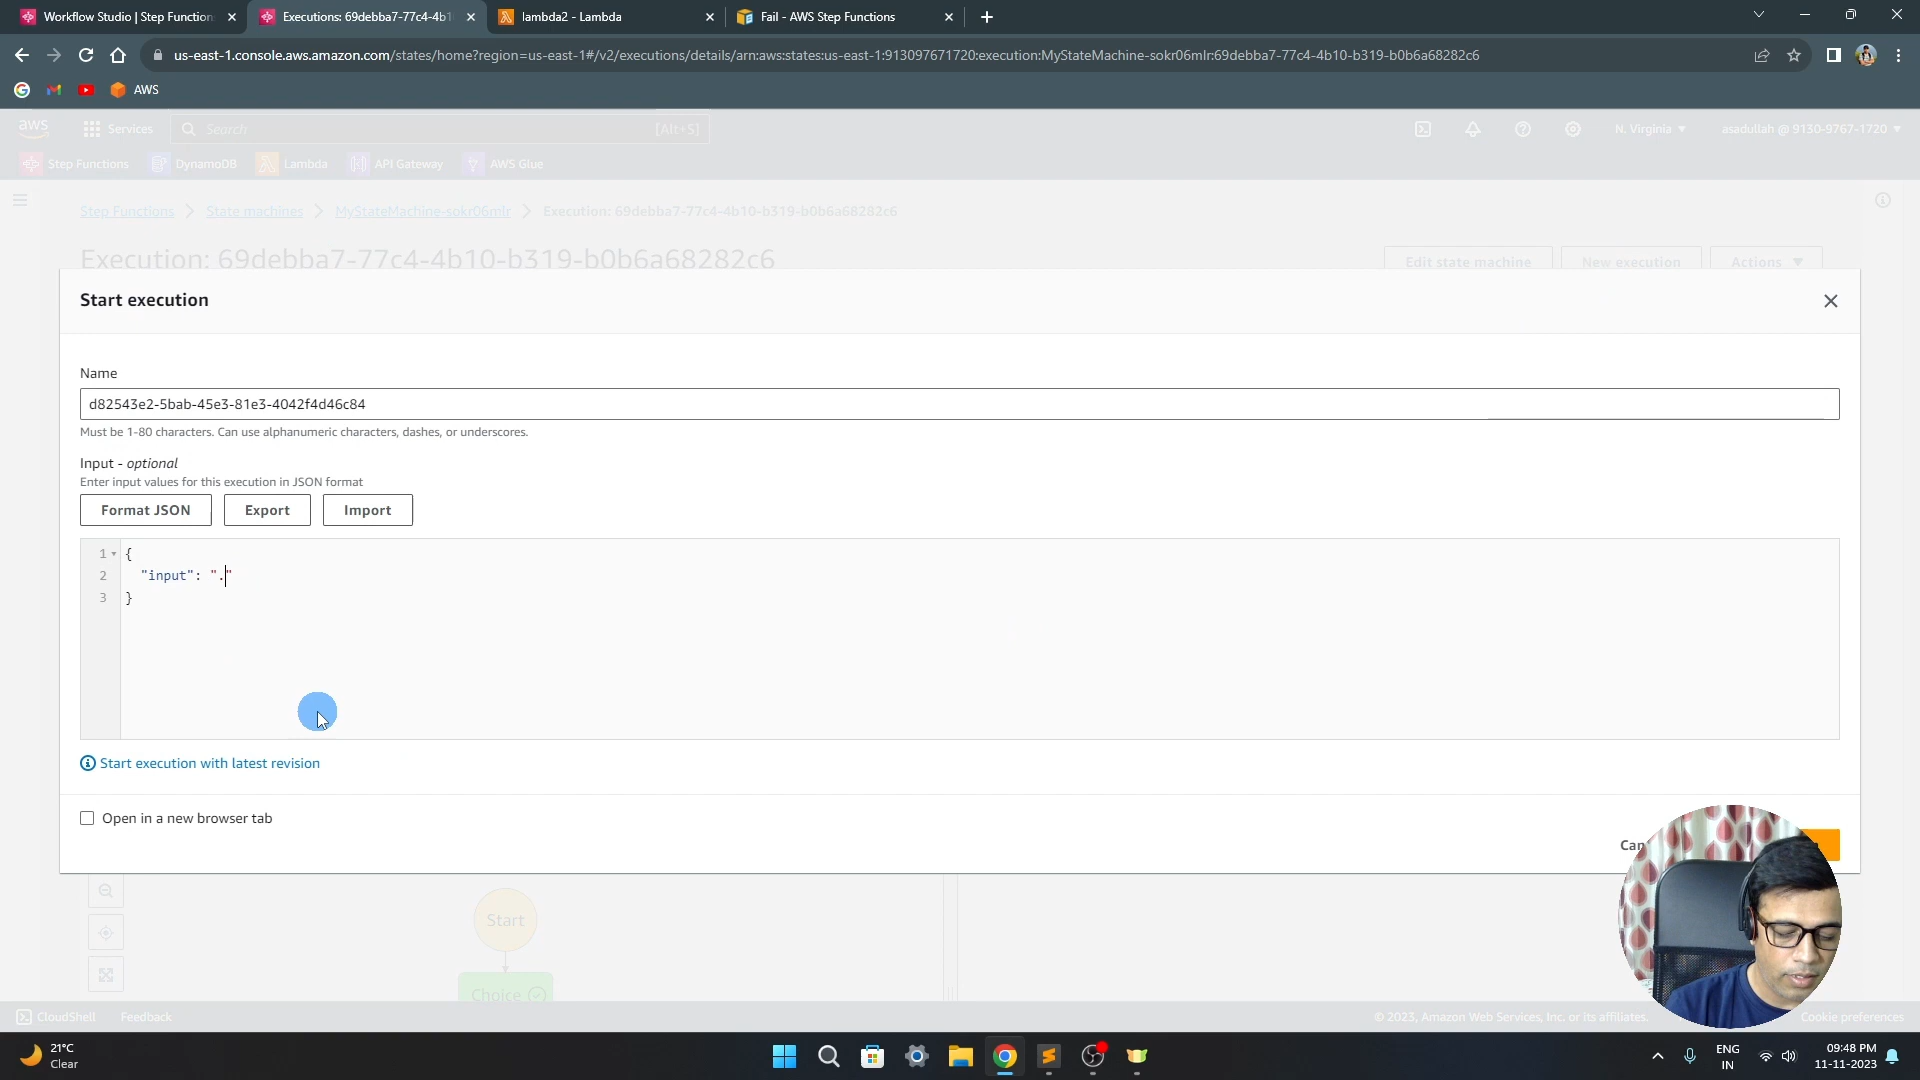 Workflow Studio | Step Function
Executions: 69debba7-77c4-4b1
lambda2 - Lambda
Fail - AWS Step Functions
us-east-1.console.aws.amazon.com/states/home?region=us-east-1#/v2/executions/details/arn:aws:states:us-east-1:913097671720:execution:MyStateMachine-sokr06mlr:69debba7-77c4-4b10-b319-b0b6a68282c6
AWS
aws
Services
Search
[Alt+S]
N. Virginia
asadullah @ 9130-9767-1720
Step Functions
DynamoDB
Lambda
API Gateway
AWS Glue
Step Functions
State machines
MyStateMachine-sokr06mlr
Execution: 69debba7-77c4-4b10-b319-b0b6a68282c6
Execution: 69debba7-77c4-4b10-b319-b0b6a68282c6
Edit state machine
New execution
Actions
Start execution
Name
d82543e2-5bab-45e3-81e3-4042f4d46c84
Must be 1-80 characters. Can use alphanumeric characters, dashes, or underscores.
Input - optional
Enter input values for this execution in JSON format
Format JSON
Export
Import
1 {
2 "input": "."
3 }
Start execution with latest revision
Open in a new browser tab
Can
Start
Choice
CloudShell
Feedback
© 2023, Amazon Web Services, Inc. or its affiliates.
Cookie preferences
21°C
Clear
ENG
IN
09:48 PM
11-11-2023